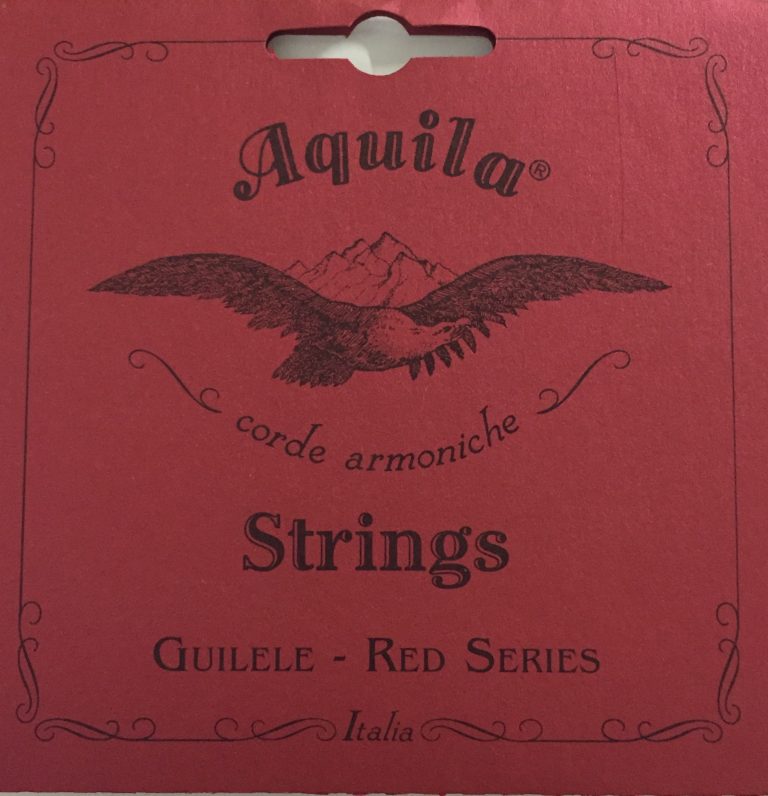 Aquila®
corde armoniche
Strings
Guilele - Red Series
Italia